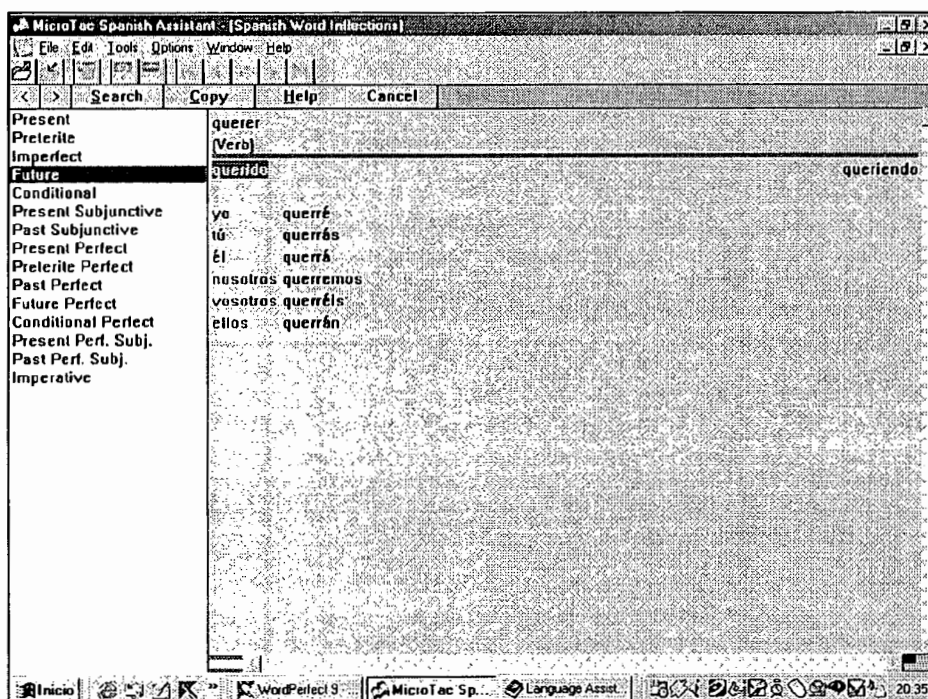 MicroTac Spanish Assistant - [Spanish Word Inflections]
File Edit Tools Options Window Help
< > Search Copy Help Cancel
Present
Preterite
Imperfect
Future
Conditional
Present Subjunctive
Past Subjunctive
Present Perfect
Preterite Perfect
Past Perfect
Future Perfect
Conditional Perfect
Present Perf. Subj.
Past Perf. Subj.
Imperative
querer
(Verb)
querido queriendo
yo querré
tú querrás
él querrá
nosotros querremos
vosotros querréis
ellos querrán
Inicio » WordPerfect 9 MicroTac Sp... Language Assist. 20:35